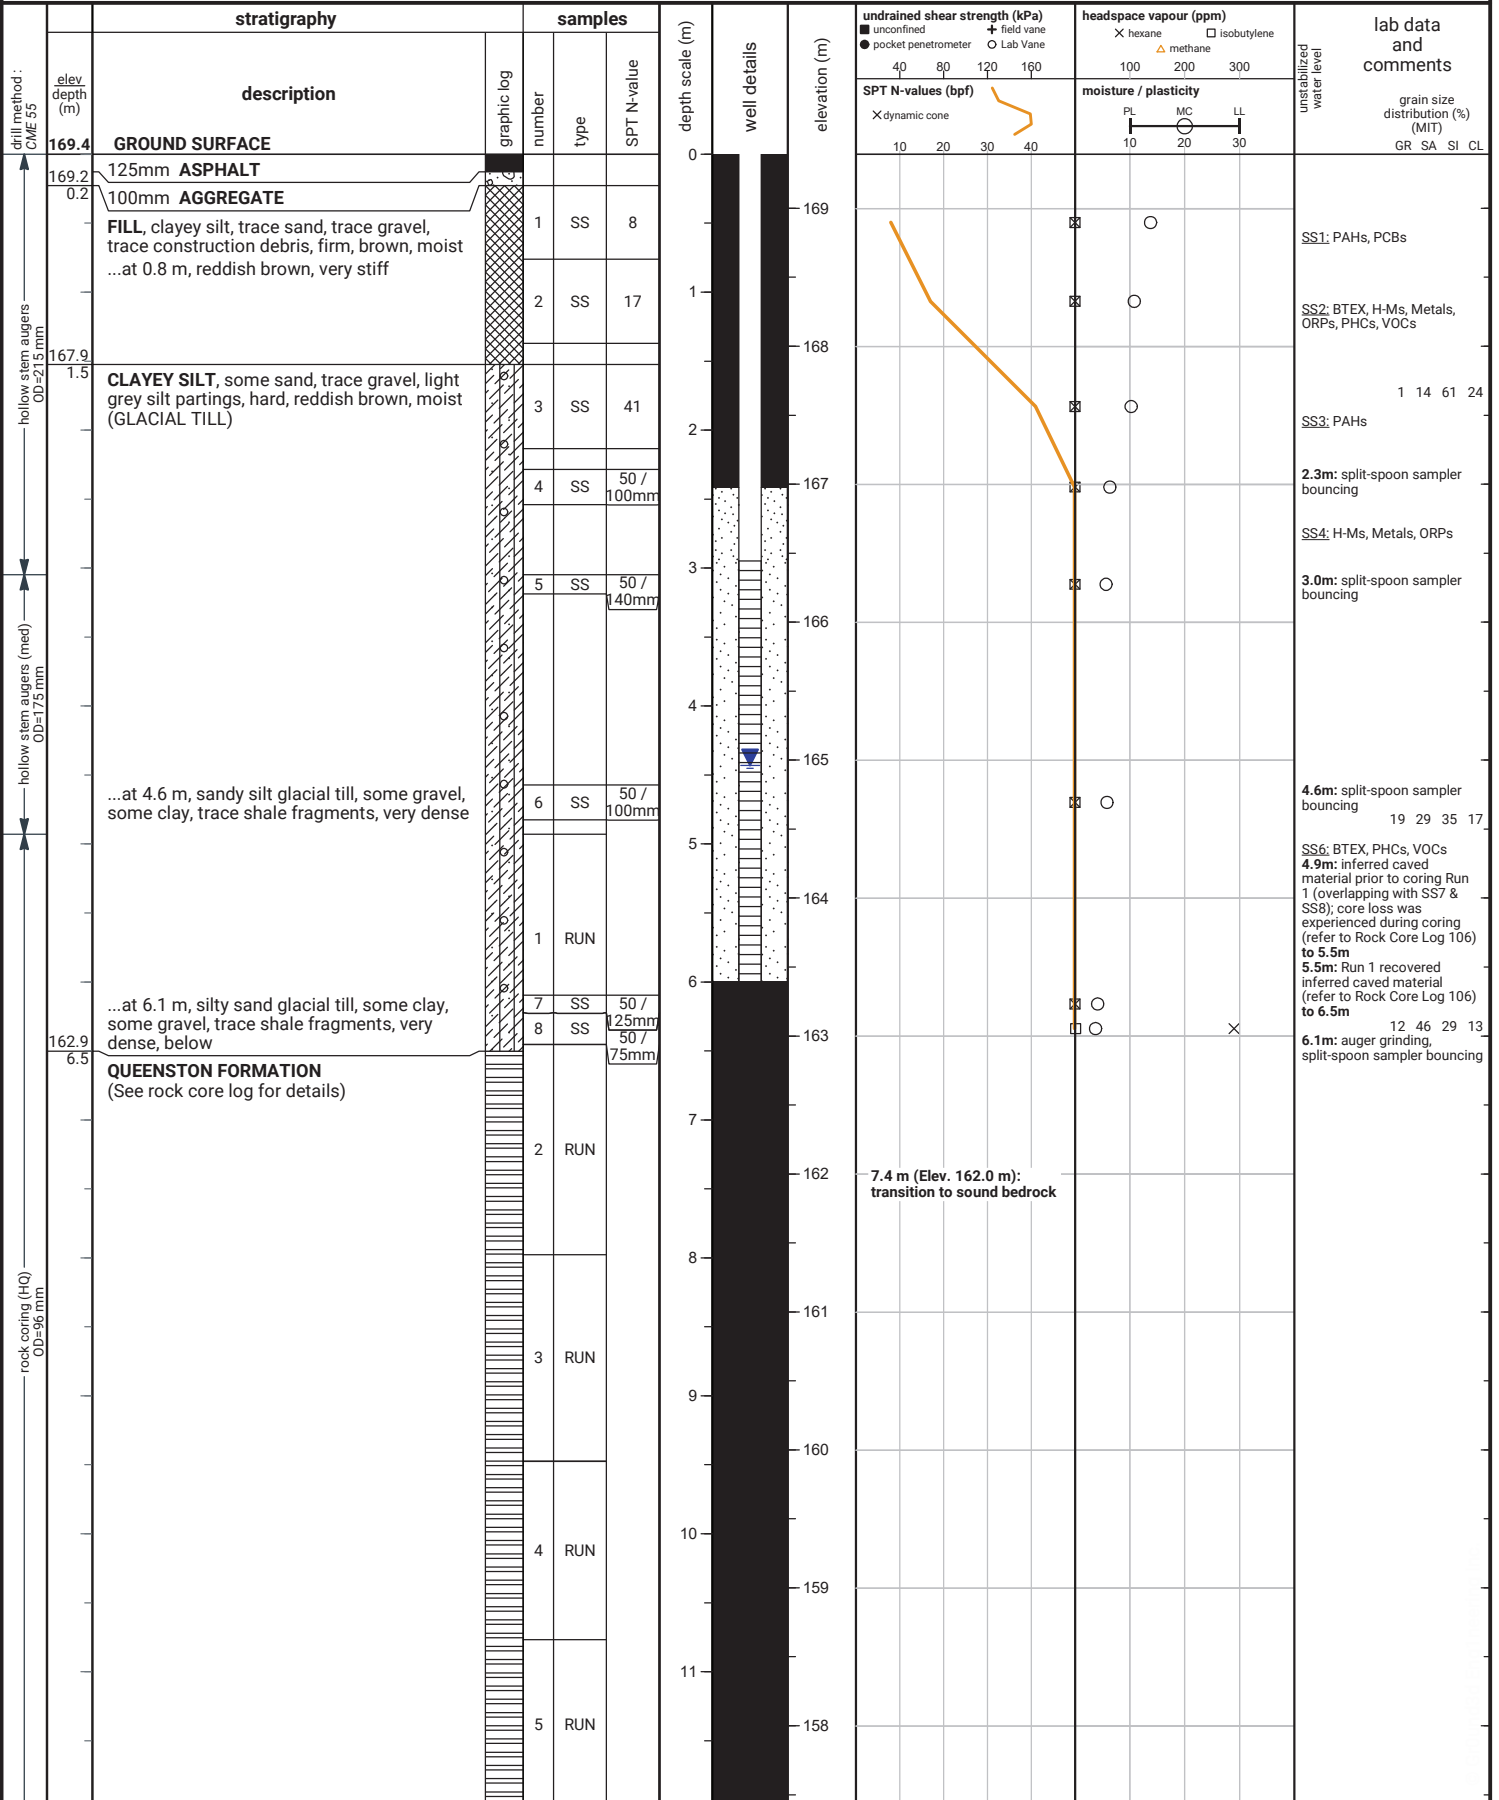 stratigraphy
samples
drill method :
CME 55
elev
depth
(m)
description
graphic log
number
type
SPT N-value
depth scale (m)
well details
elevation (m)
undrained shear strength (kPa)
unconfined
field vane
pocket penetrometer
Lab Vane
40 80 120 160
SPT N-values (bpf)
dynamic cone
10 20 30 40
headspace vapour (ppm)
hexane
isobutylene
methane
100 200 300
moisture / plasticity
PL MC LL
10 20 30
unstabilized
water level
lab data
and
comments
grain size
distribution (%)
(MIT)
GR SA SI CL
169.4 GROUND SURFACE
125mm ASPHALT
169.2
0.2
100mm AGGREGATE
FILL, clayey silt, trace sand, trace gravel,
trace construction debris, firm, brown, moist
...at 0.8 m, reddish brown, very stiff
167.9
1.5
CLAYEY SILT, some sand, trace gravel, light
grey silt partings, hard, reddish brown, moist
(GLACIAL TILL)
...at 4.6 m, sandy silt glacial till, some gravel,
some clay, trace shale fragments, very dense
...at 6.1 m, silty sand glacial till, some clay,
some gravel, trace shale fragments, very
dense, below
162.9
6.5
QUEENSTON FORMATION
(See rock core log for details)
hollow stem augers
OD=215 mm
hollow stem augers (med)
OD=175 mm
rock coring (HQ)
OD=96 mm
1 SS 8
2 SS 17
3 SS 41
4 SS 50 /
100mm
5 SS 50 /
140mm
6 SS 50 /
100mm
1 RUN
7 SS 50 /
125mm
8 SS 50 /
75mm
2 RUN
3 RUN
4 RUN
5 RUN
0
1
2
3
4
5
6
7
8
9
10
11
169
168
167
166
165
164
163
162
161
160
159
158
7.4 m (Elev. 162.0 m):
transition to sound bedrock
SS1: PAHs, PCBs
SS2: BTEX, H-Ms, Metals,
ORPs, PHCs, VOCs
1 14 61 24
SS3: PAHs
2.3m: split-spoon sampler
bouncing
SS4: H-Ms, Metals, ORPs
3.0m: split-spoon sampler
bouncing
4.6m: split-spoon sampler
bouncing
19 29 35 17
SS6: BTEX, PHCs, VOCs
4.9m: inferred caved
material prior to coring Run
1 (overlapping with SS7 &
SS8); core loss was
experienced during coring
(refer to Rock Core Log 106)
to 5.5m
5.5m: Run 1 recovered
inferred caved material
(refer to Rock Core Log 106)
to 6.5m
12 46 29 13
6.1m: auger grinding,
split-spoon sampler bouncing